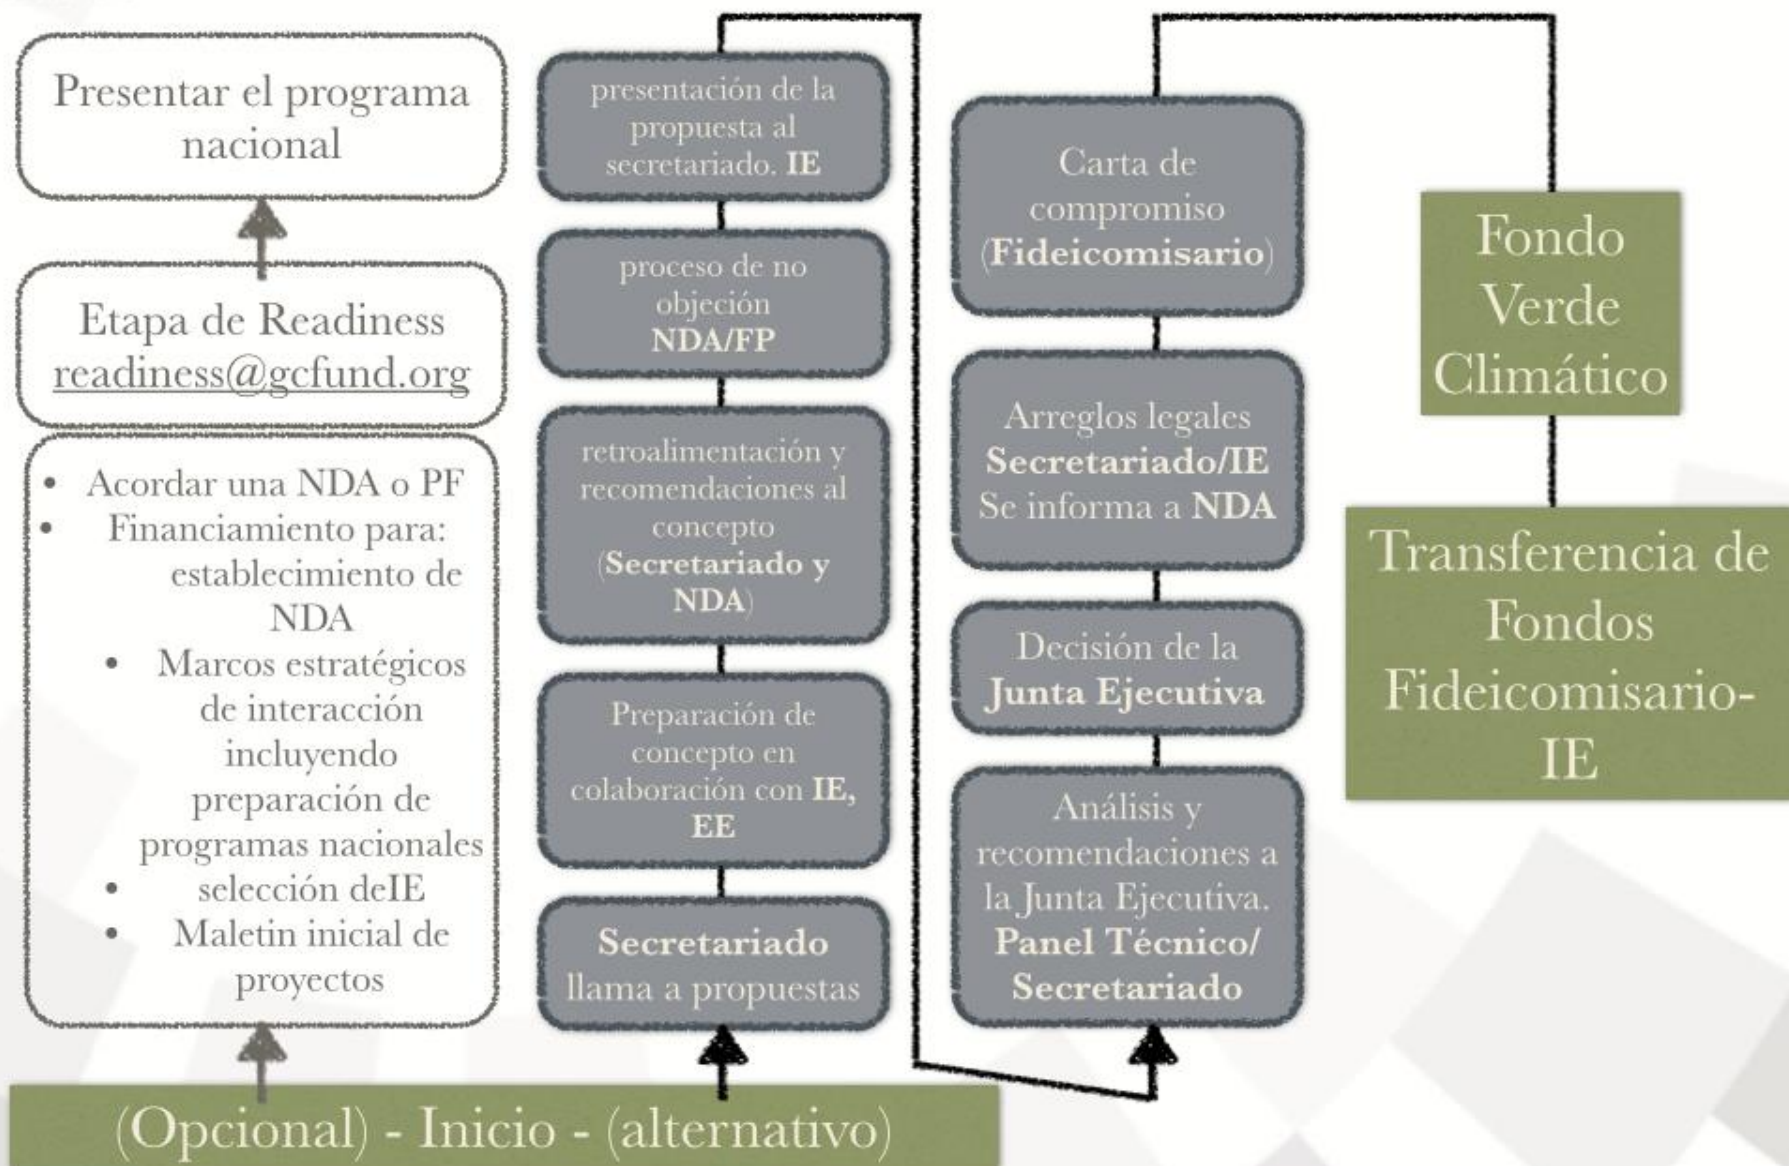 Presentar el programa
nacional
Etapa de Readiness
readiness@gcfund.org
• Acordar una NDA o PF
• Financiamiento para:
establecimiento de
NDA
• Marcos estratégicos
de interacción
incluyendo
preparación de
programas nacionales
• selección deIE
• Maletin inicial de
proyectos
presentación de la
propuesta al
secretariado. IE
proceso de no
objeción
NDA/FP
retroalimentación y
recomendaciones al
concepto
(Secretariado y
NDA)
Preparación de
concepto en
colaboración con IE,
EE
Secretariado
llama a propuestas
Carta de
compromiso
(Fideicomisario)
Arreglos legales
Secretariado/IE
Se informa a NDA
Decisión de la
Junta Ejecutiva
Análisis y
recomendaciones a
la Junta Ejecutiva.
Panel Técnico/
Secretariado
Fondo
Verde
Climático
Transferencia de
Fondos
Fideicomisario-
IE
(Opcional) - Inicio - (alternativo)